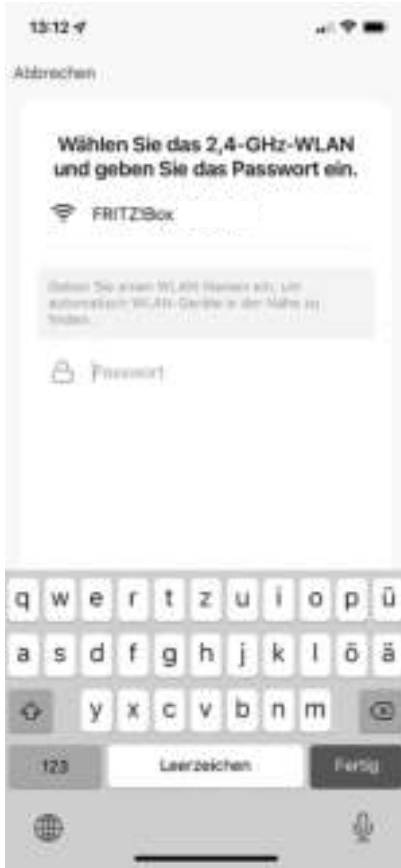 13:12
Abbrechen
Wählen Sie das 2,4-GHz-WLAN
und geben Sie das Passwort ein.
FRITZ!Box
Geben Sie einen WLAN-Namen ein, um
automatisch WLAN-Geräte in der Nähe zu
finden.
Passwort
q w e r t z u i o p ü
a s d f g h j k l ö ä
y x c v b n m
123 Leerzeichen Fertig